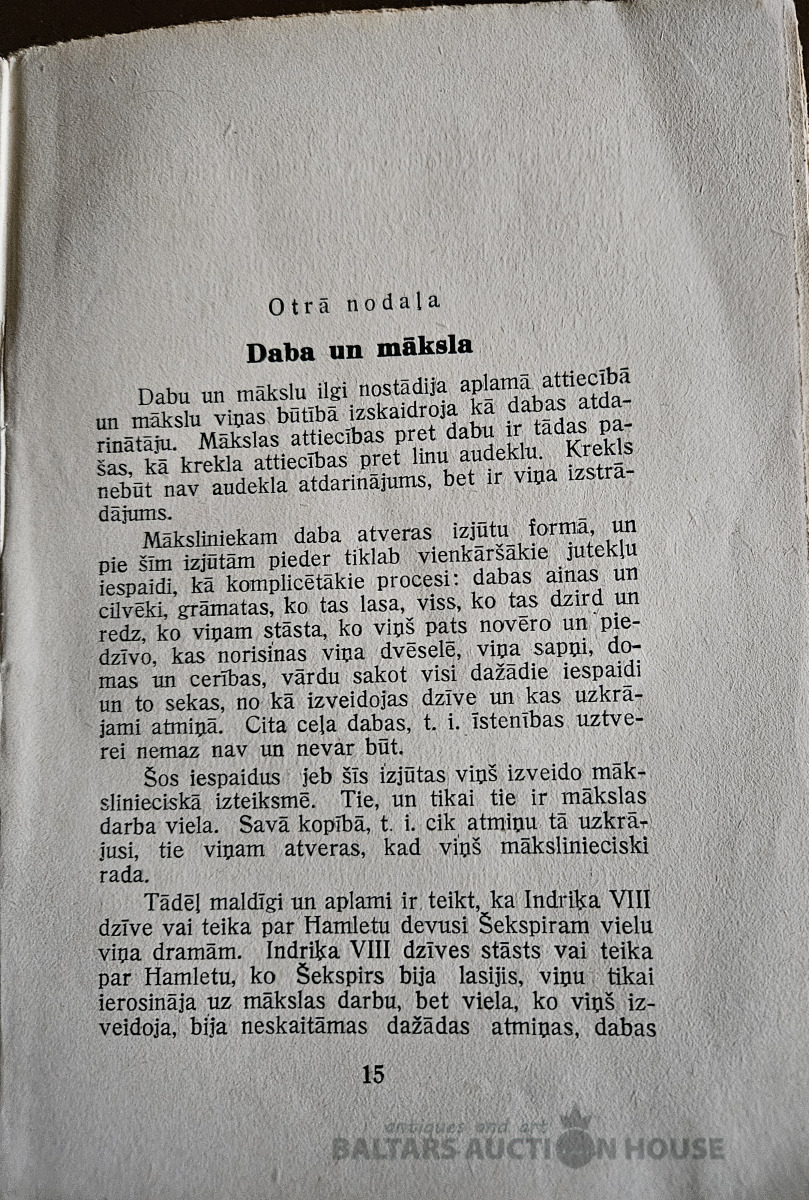 Otrā nodaļa
Daba un māksla
Dabu un mākslu ilgi nostādija aplamā attiecībā
un mākslu viņas būtībā izskaidroja kā dabas atda-
rinātāju. Mākslas attiecības pret dabu ir tādas pa-
šas, kā krekla attiecības pret linu audeklu. Krekls
nebūt nav audekla atdarinājums, bet ir viņa izstrā-
dājums.
Māksliniekam daba atveras izjūtu formā, un
pie šīm izjūtām pieder tiklab vienkāršākie jutekļu
iespaidi, kā komplicētākie procesi: dabas ainas un
cilvēki, grāmatas, ko tas lasa, viss, ko tas dzird un
redz, ko viņam stāsta, ko viņš pats novēro un pie-
dzīvo, kas norisinas viņa dvēselē, viņa sapņi, do-
mas un cerības, vārdu sakot visi dažādie iespaidi
un to sekas, no kā izveidojas dzīve un kas uzkrā-
jami atmiņā. Cita ceļa dabas, t. i. īstenības uztve-
rei nemaz nav un nevar būt.
Šos iespaidus jeb šīs izjūtas viņš izveido māk-
slinieciskā izteiksmē. Tie, un tikai tie ir mākslas
darba viela. Savā kopībā, t. i. cik atmiņu tā uzkrā-
jusi, tie viņam atveras, kad viņš mākslinieciski
rada.
Tādēļ maldīgi un aplami ir teikt, ka Indriķa VIII
dzīve vai teika par Hamletu devusi Šekspiram vielu
viņa dramām. Indriķa VIII dzīves stāsts vai teika
par Hamletu, ko Šekspirs bija lasijis, viņu tikai
ierosināja uz mākslas darbu, bet viela, ko viņš iz-
veidoja, bija neskaitāmas dažādas atmiņas, dabas
15
antiques and art
BALTARS AUCTION HOUSE